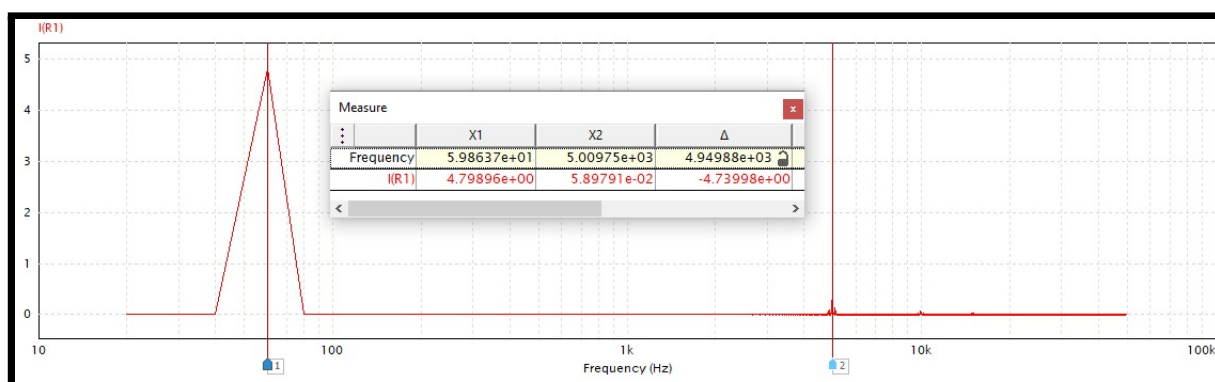 I(R1)
5
4
3
2
1
0
Measure x
X1 X2 Δ
Frequency 5.98637e+01 5.00975e+03 4.94988e+03
I(R1) 4.79896e+00 5.89791e-02 -4.73998e+00
10 100 1k 10k 100k
1 Frequency (Hz) 2